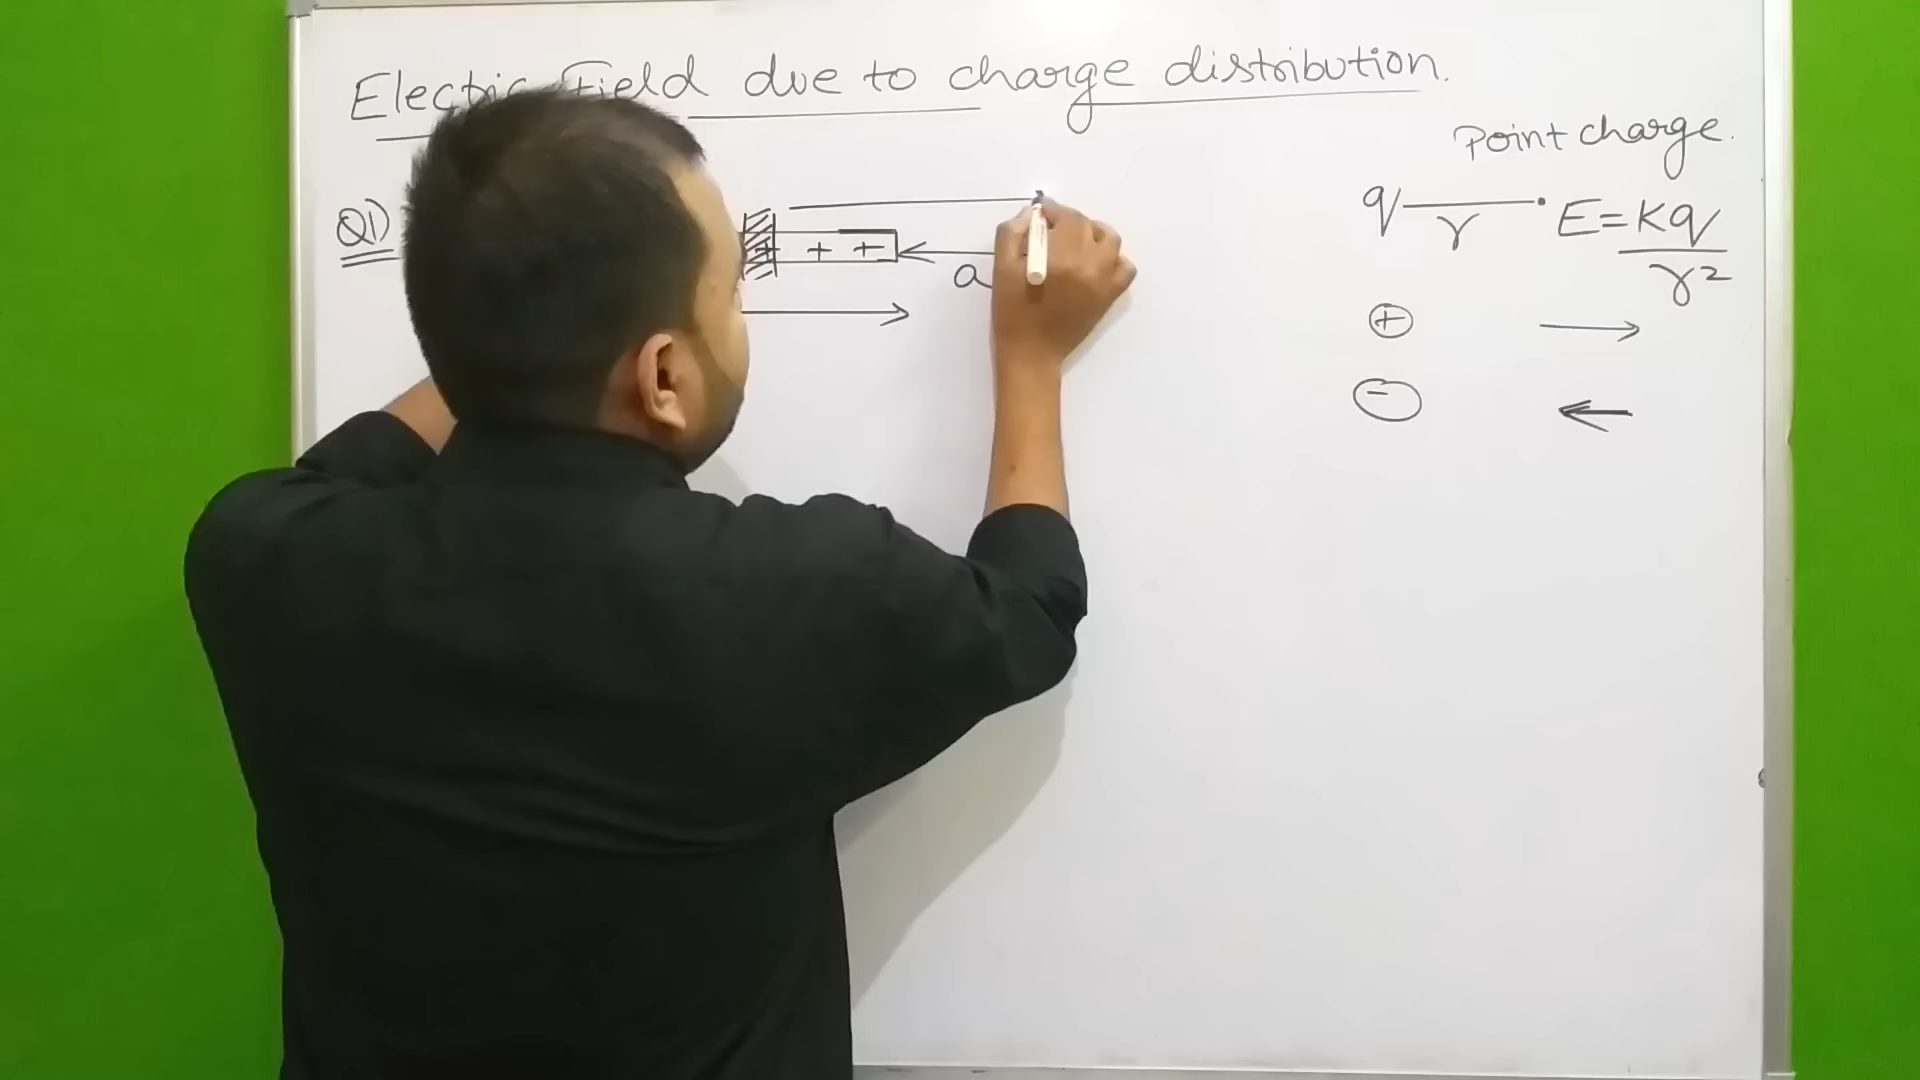 Electric Field due to charge distribution.
Point charge.
Q1)
+ + +
a
q r E = Kq / r²
+
-